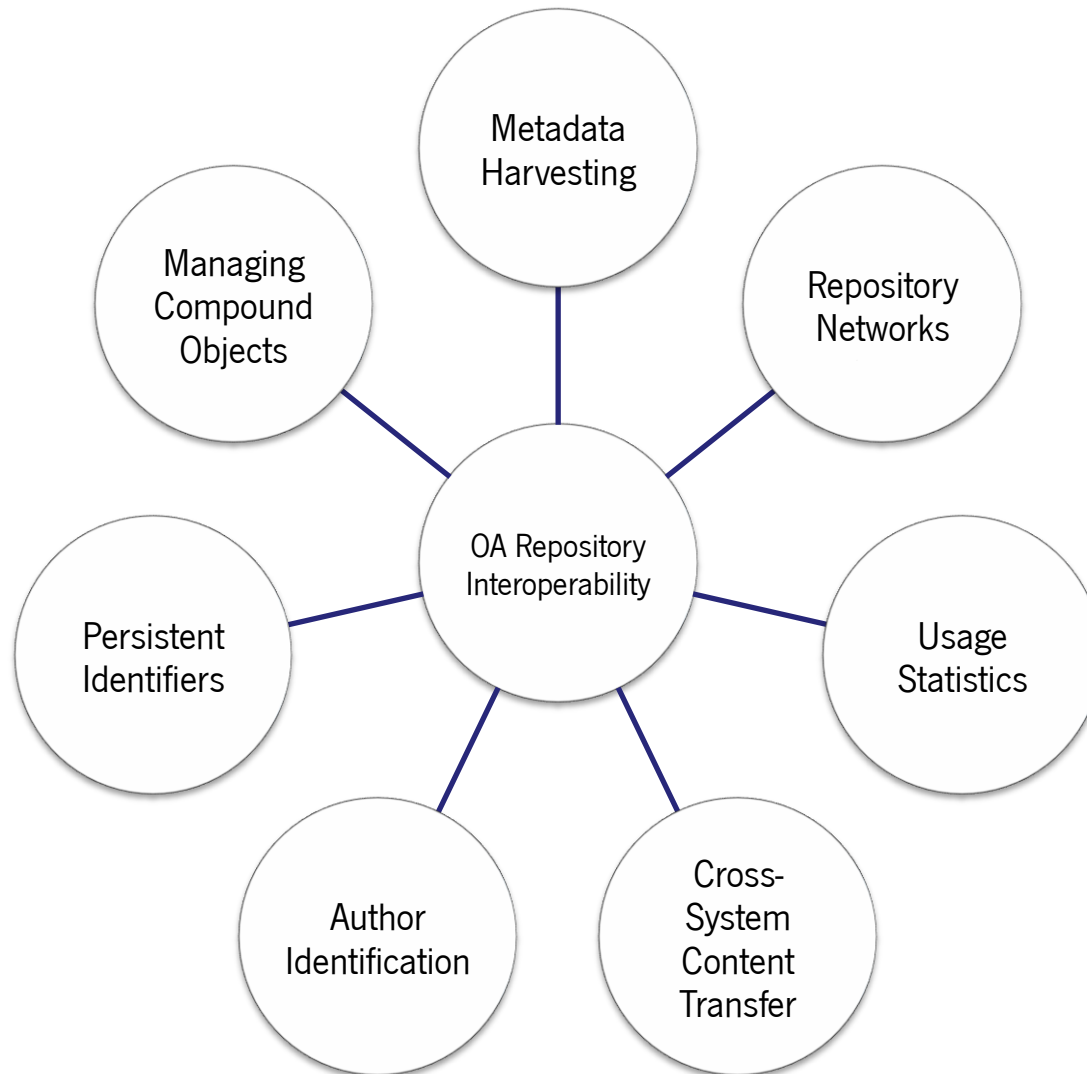 Metadata
Harvesting
Managing
Compound
Objects
Repository
Networks
OA Repository
Interoperability
Persistent
Identifiers
Usage
Statistics
Author
Identification
Cross-
System
Content
Transfer